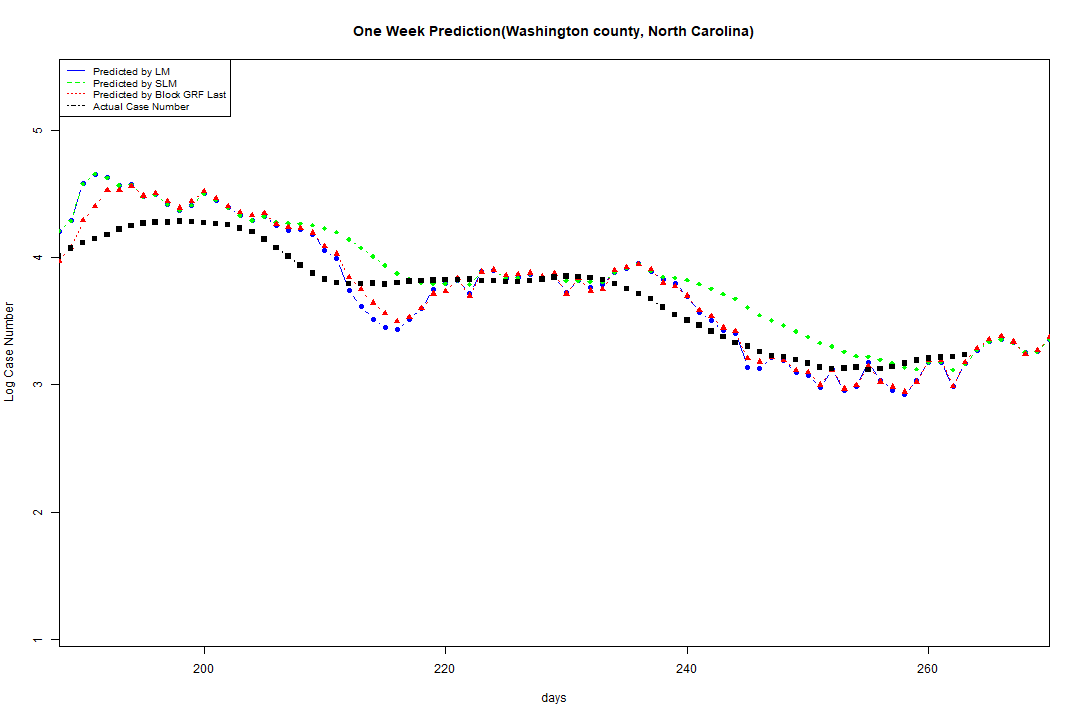 One Week Prediction(Washington county, North Carolina)
Predicted by LM
Predicted by SLM
Predicted by Block GRF Last
Actual Case Number
5
4
3
2
1
Log Case Number
200
220
240
260
days